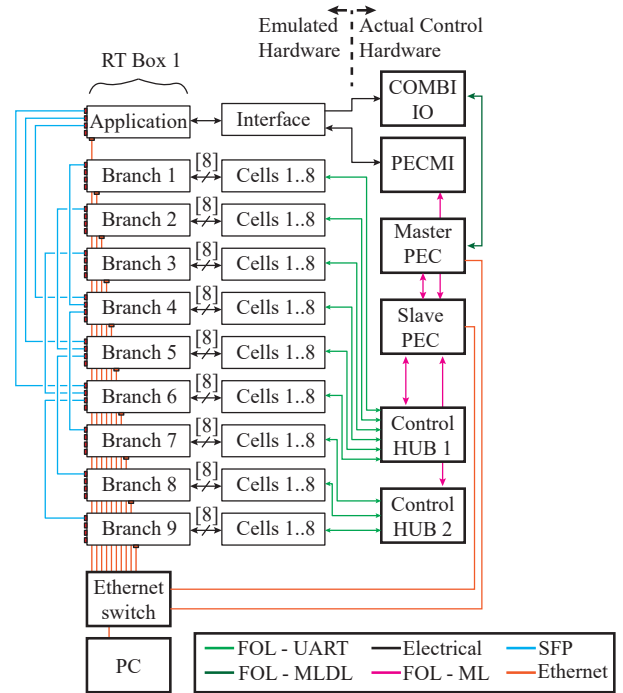 Emulated Hardware
Actual Control Hardware
RT Box 1
Application
Interface
COMBI IO
PECMI
Branch 1
[8]
Cells 1..8
Branch 2
[8]
Cells 1..8
Master PEC
Branch 3
[8]
Cells 1..8
Branch 4
[8]
Cells 1..8
Slave PEC
Branch 5
[8]
Cells 1..8
Branch 6
[8]
Cells 1..8
Control HUB 1
Branch 7
[8]
Cells 1..8
Branch 8
[8]
Cells 1..8
Control HUB 2
Branch 9
[8]
Cells 1..8
Ethernet switch
PC
FOL - UART
Electrical
SFP
FOL - MLDL
FOL - ML
Ethernet